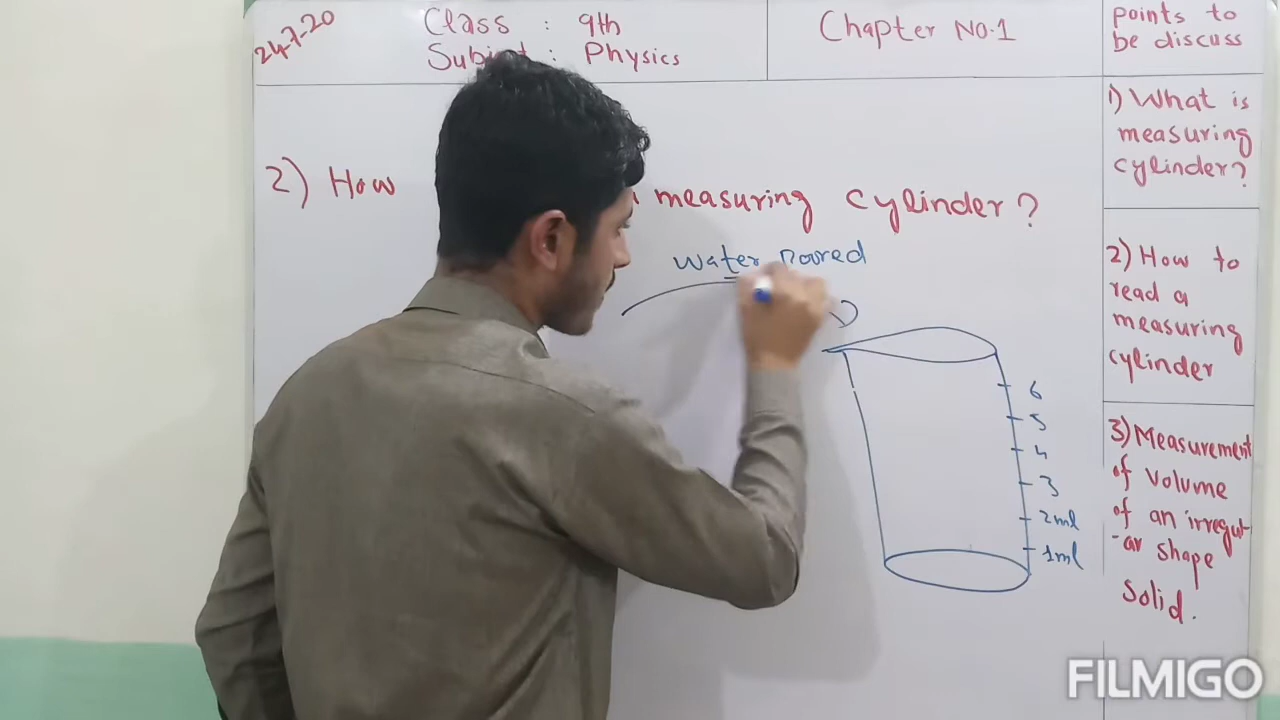 24-7-20
Class : 9th
Subject : Physics
Chapter No.1
points to
be discuss
1) What is
measuring
cylinder?
2) How to
read a
measuring
cylinder
3) Measurement
of volume
of an irregul-
-ar shape
Solid.
2) How
measuring cylinder?
water poured
6
5
4
3
2ml
1ml
FILMIGO